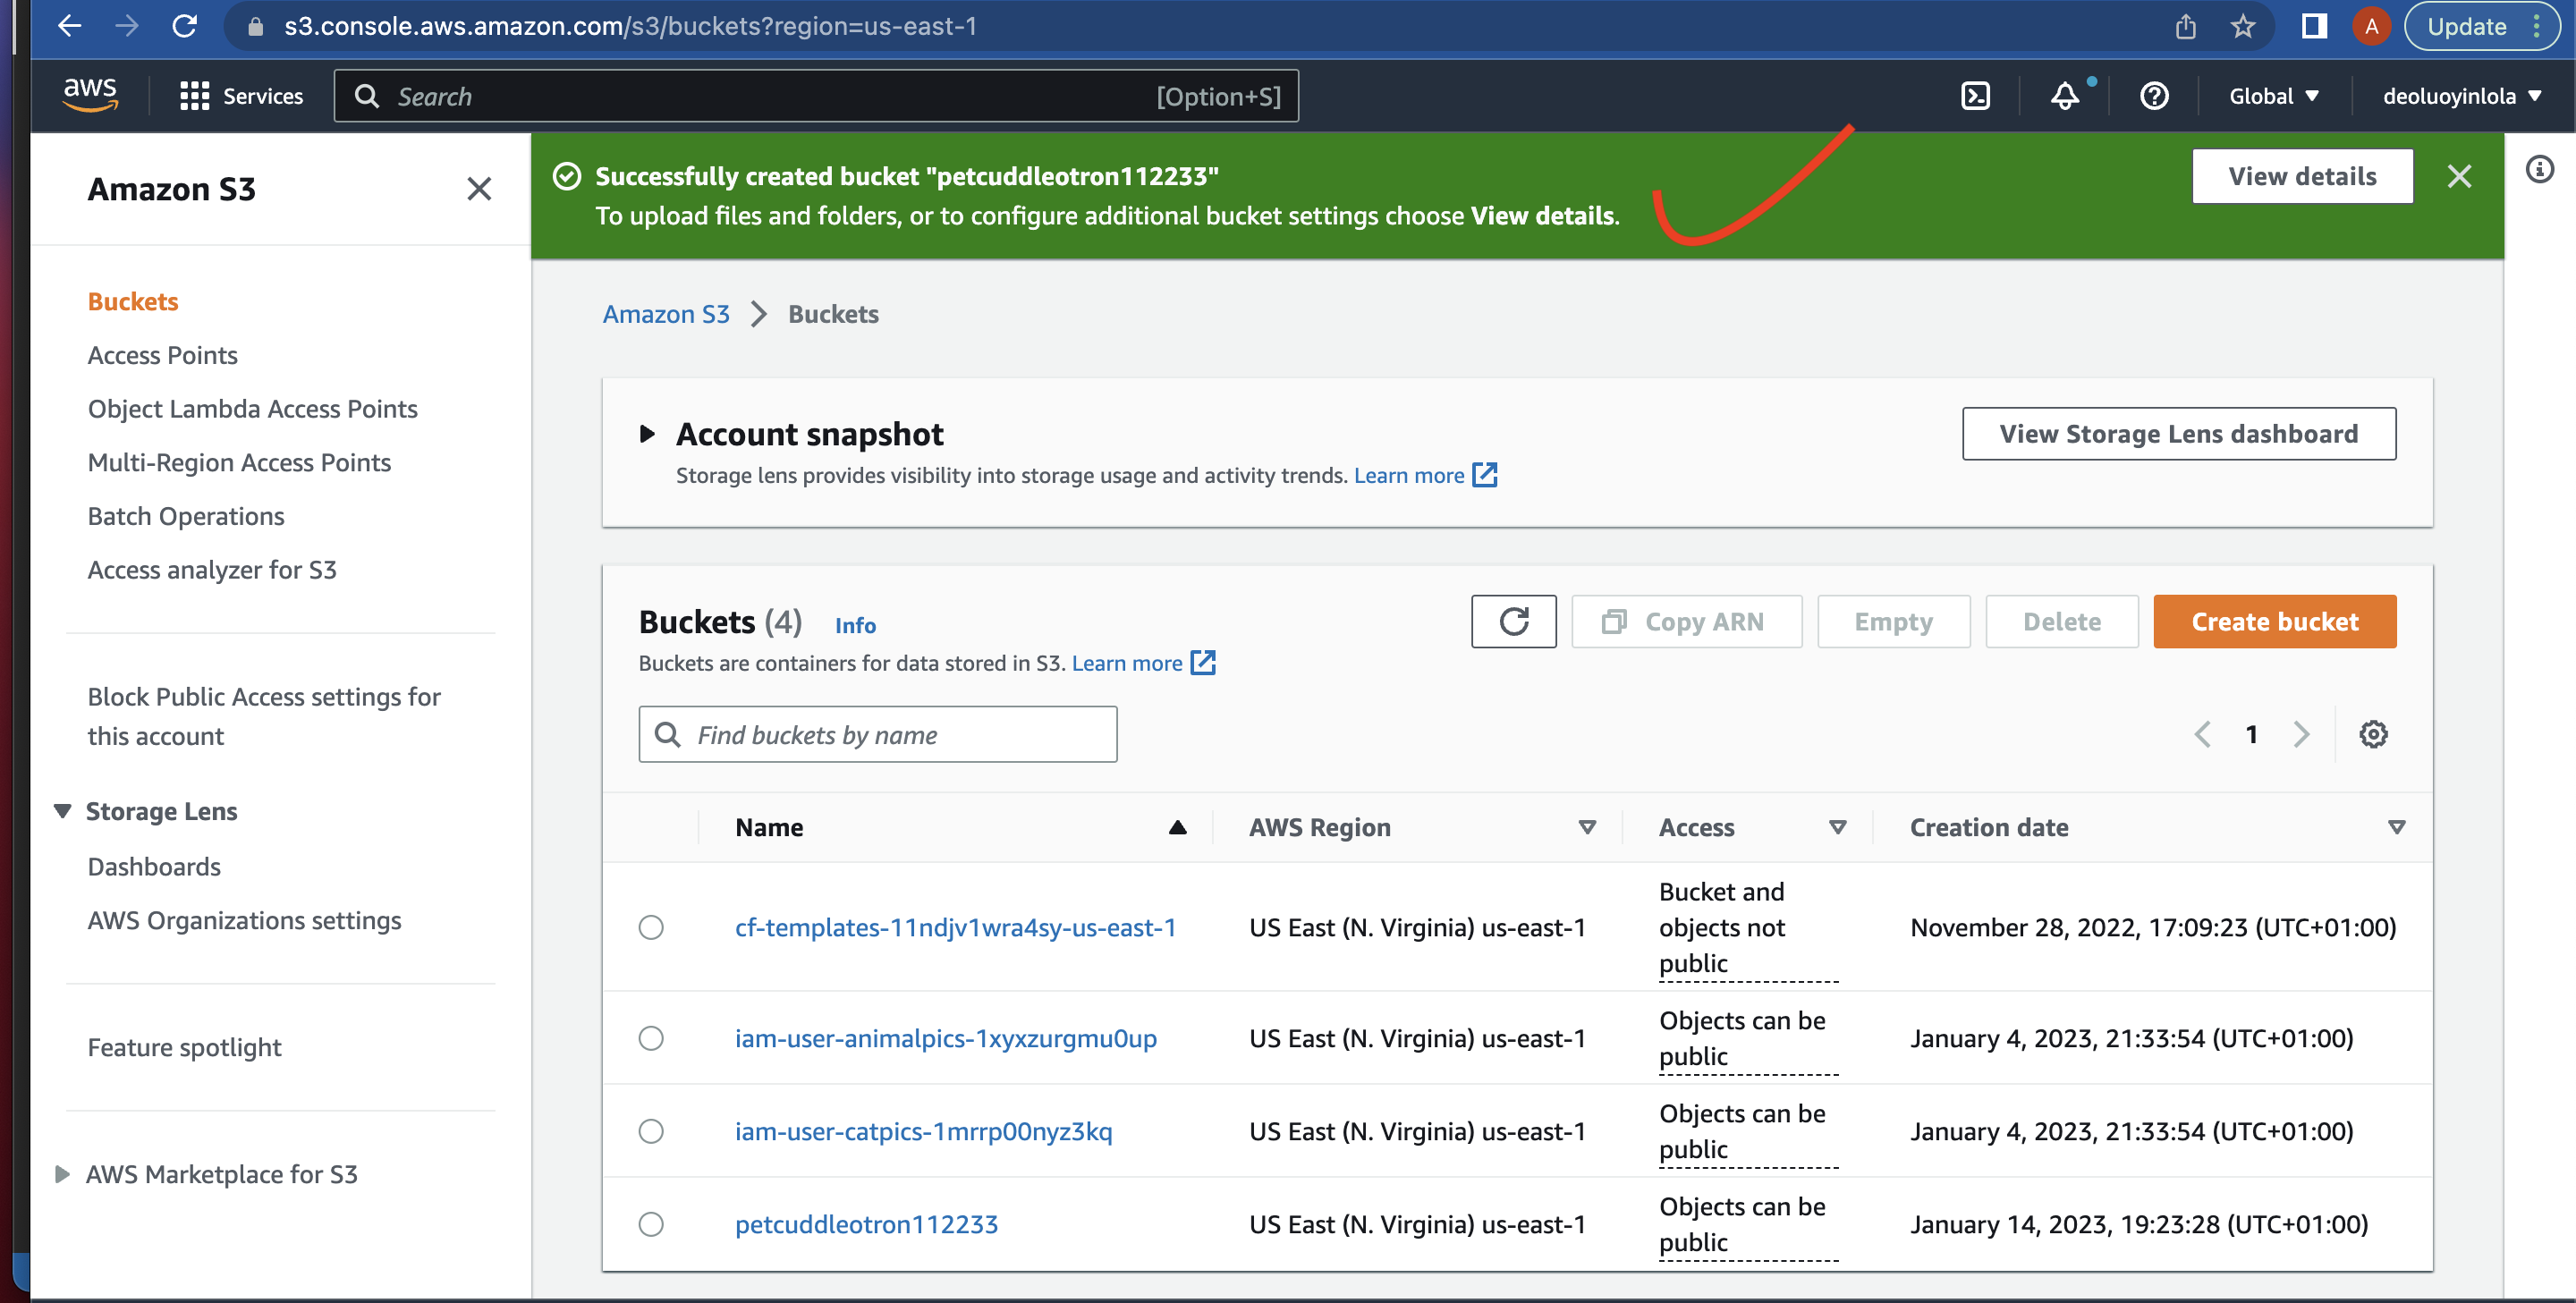 s3.console.aws.amazon.com/s3/buckets?region=us-east-1
A
Update
aws
Services
Search
[Option+S]
Global
deoluoyinlola
Amazon S3
Buckets
Access Points
Object Lambda Access Points
Multi-Region Access Points
Batch Operations
Access analyzer for S3
Block Public Access settings for
this account
Storage Lens
Dashboards
AWS Organizations settings
Feature spotlight
AWS Marketplace for S3
Successfully created bucket "petcuddleotron112233"
To upload files and folders, or to configure additional bucket settings choose View details.
View details
Amazon S3 > Buckets
Account snapshot
Storage lens provides visibility into storage usage and activity trends. Learn more
View Storage Lens dashboard
Buckets (4) Info
Buckets are containers for data stored in S3. Learn more
Copy ARN
Empty
Delete
Create bucket
Find buckets by name
1
Name
AWS Region
Access
Creation date
cf-templates-11ndjv1wra4sy-us-east-1
US East (N. Virginia) us-east-1
Bucket and
objects not
public
November 28, 2022, 17:09:23 (UTC+01:00)
iam-user-animalpics-1xyxzurgmu0up
US East (N. Virginia) us-east-1
Objects can be
public
January 4, 2023, 21:33:54 (UTC+01:00)
iam-user-catpics-1mrrp00nyz3kq
US East (N. Virginia) us-east-1
Objects can be
public
January 4, 2023, 21:33:54 (UTC+01:00)
petcuddleotron112233
US East (N. Virginia) us-east-1
Objects can be
public
January 14, 2023, 19:23:28 (UTC+01:00)